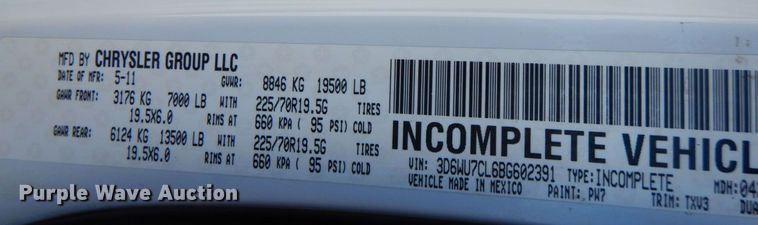 MFD BY CHRYSLER GROUP LLC
DATE OF MFR: 5-11 GVWR: 8846 KG 19500 LB
GAWR FRONT: 3176 KG 7000 LB WITH 225/70R19.5G TIRES
19.5X6.0 RIMS AT 660 KPA ( 95 PSI) COLD
GAWR REAR: 6124 KG 13500 LB WITH 225/70R19.5G TIRES
19.5X6.0 RIMS AT 660 KPA ( 95 PSI) COLD
INCOMPLETE VEHICL
VIN: 3D6WU7CL6BG602391 TYPE: INCOMPLETE MDH: 04
VEHICLE MADE IN MEXICO PAINT: PW7 TRIM: TXV3 DUA
Purple Wave Auction